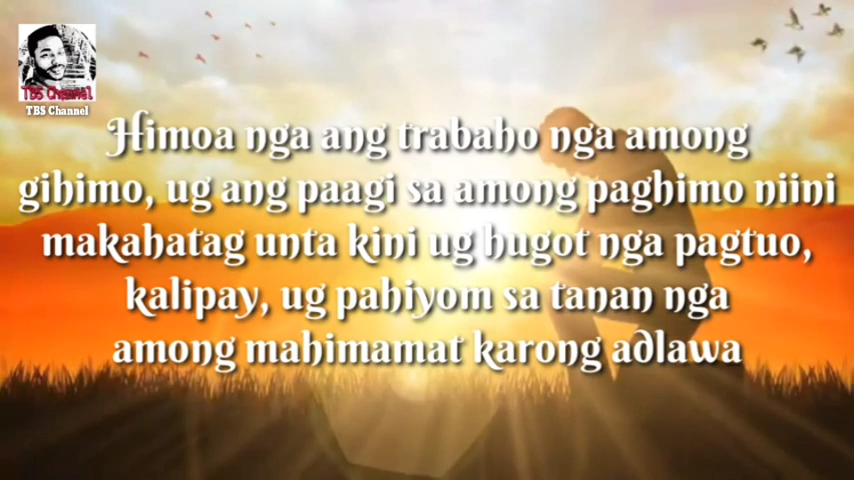 TBS Channel
TBS Channel
Himoa nga ang trabaho nga among
gihimo, ug ang paagi sa among paghimo niini
makahatag unta kini ug hugot nga pagtuo,
kalipay, ug pahiyom sa tanan nga
among mahimamat karong adlawa